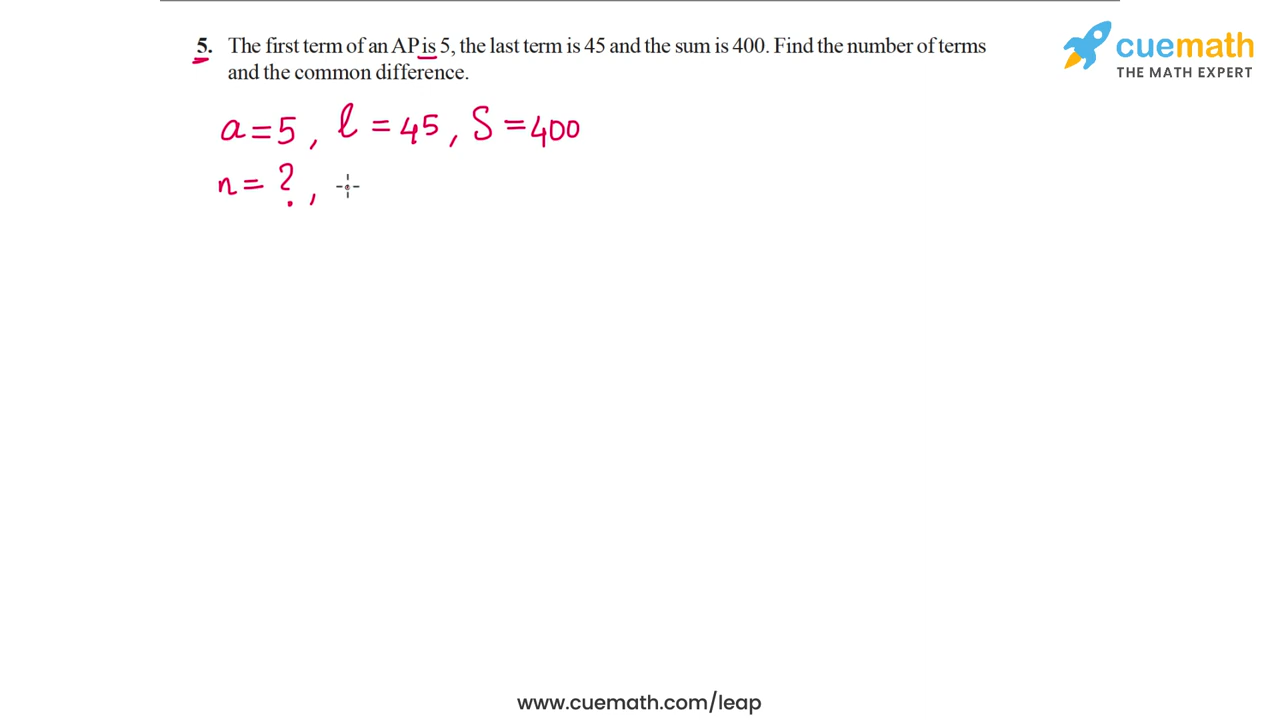 5. The first term of an AP is 5, the last term is 45 and the sum is 400. Find the number of terms
and the common difference.
cuemath
THE MATH EXPERT
a = 5, l = 45, S = 400
n = ?,
www.cuemath.com/leap